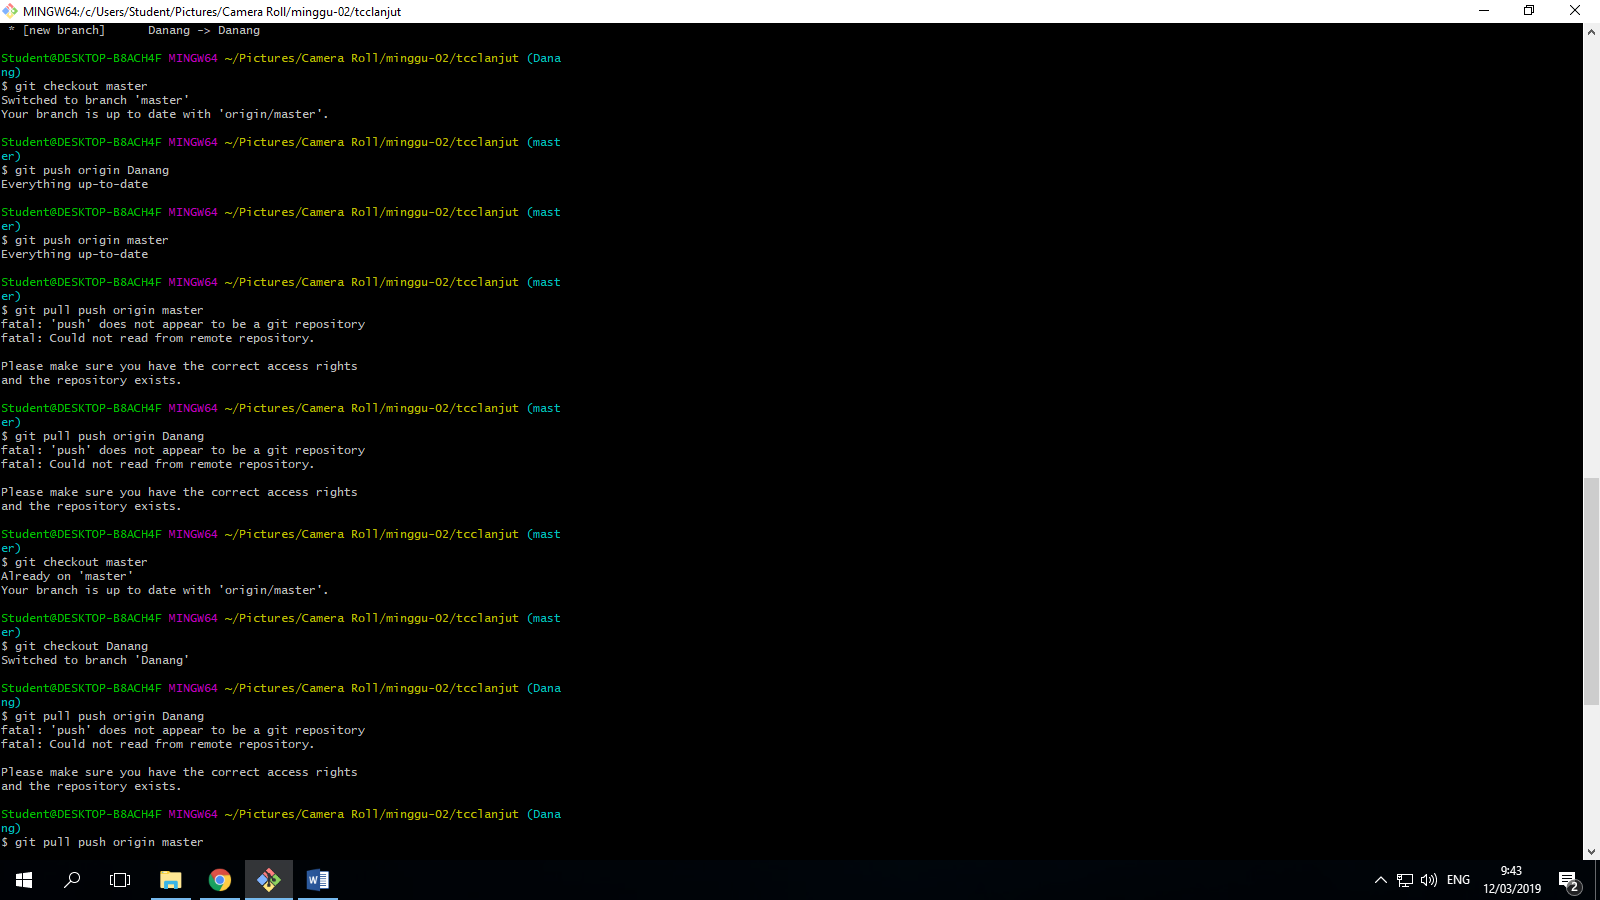 MINGW64:/c/Users/Student/Pictures/Camera Roll/minggu-02/tcclanjut
* [new branch]      Danang -> Danang
Student@DESKTOP-B8ACH4F MINGW64 ~/Pictures/Camera Roll/minggu-02/tcclanjut (Dana
ng)
$ git checkout master
Switched to branch 'master'
Your branch is up to date with 'origin/master'.
Student@DESKTOP-B8ACH4F MINGW64 ~/Pictures/Camera Roll/minggu-02/tcclanjut (mast
er)
$ git push origin Danang
Everything up-to-date
Student@DESKTOP-B8ACH4F MINGW64 ~/Pictures/Camera Roll/minggu-02/tcclanjut (mast
er)
$ git push origin master
Everything up-to-date
Student@DESKTOP-B8ACH4F MINGW64 ~/Pictures/Camera Roll/minggu-02/tcclanjut (mast
er)
$ git pull push origin master
fatal: 'push' does not appear to be a git repository
fatal: Could not read from remote repository.
Please make sure you have the correct access rights
and the repository exists.
Student@DESKTOP-B8ACH4F MINGW64 ~/Pictures/Camera Roll/minggu-02/tcclanjut (mast
er)
$ git pull push origin Danang
fatal: 'push' does not appear to be a git repository
fatal: Could not read from remote repository.
Please make sure you have the correct access rights
and the repository exists.
Student@DESKTOP-B8ACH4F MINGW64 ~/Pictures/Camera Roll/minggu-02/tcclanjut (mast
er)
$ git checkout master
Already on 'master'
Your branch is up to date with 'origin/master'.
Student@DESKTOP-B8ACH4F MINGW64 ~/Pictures/Camera Roll/minggu-02/tcclanjut (mast
er)
$ git checkout Danang
Switched to branch 'Danang'
Student@DESKTOP-B8ACH4F MINGW64 ~/Pictures/Camera Roll/minggu-02/tcclanjut (Dana
ng)
$ git pull push origin Danang
fatal: 'push' does not appear to be a git repository
fatal: Could not read from remote repository.
Please make sure you have the correct access rights
and the repository exists.
Student@DESKTOP-B8ACH4F MINGW64 ~/Pictures/Camera Roll/minggu-02/tcclanjut (Dana
ng)
$ git pull push origin master
ENG
9:43
12/03/2019
2